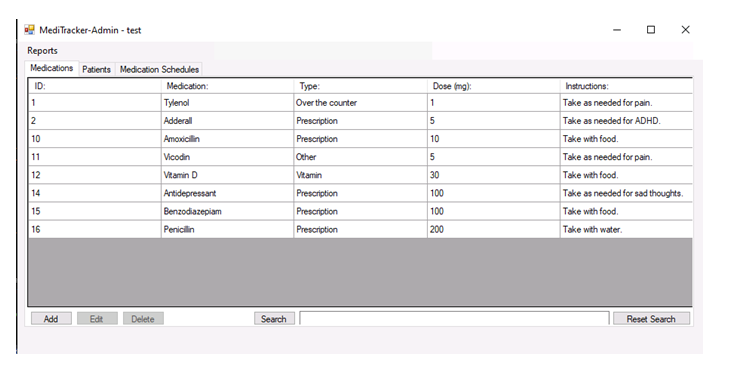 MediTracker-Admin - test
Reports
Medications Patients Medication Schedules
ID: Medication: Type: Dose (mg): Instructions:
1 Tylenol Over the counter 1 Take as needed for pain.
2 Adderall Prescription 5 Take as needed for ADHD.
10 Amoxicillin Prescription 10 Take with food.
11 Vicodin Other 5 Take as needed for pain.
12 Vitamin D Vitamin 30 Take with food.
14 Antidepressant Prescription 100 Take as needed for sad thoughts.
15 Benzodiazepiam Prescription 100 Take with food.
16 Penicillin Prescription 200 Take with water.
Add Edit Delete Search Reset Search